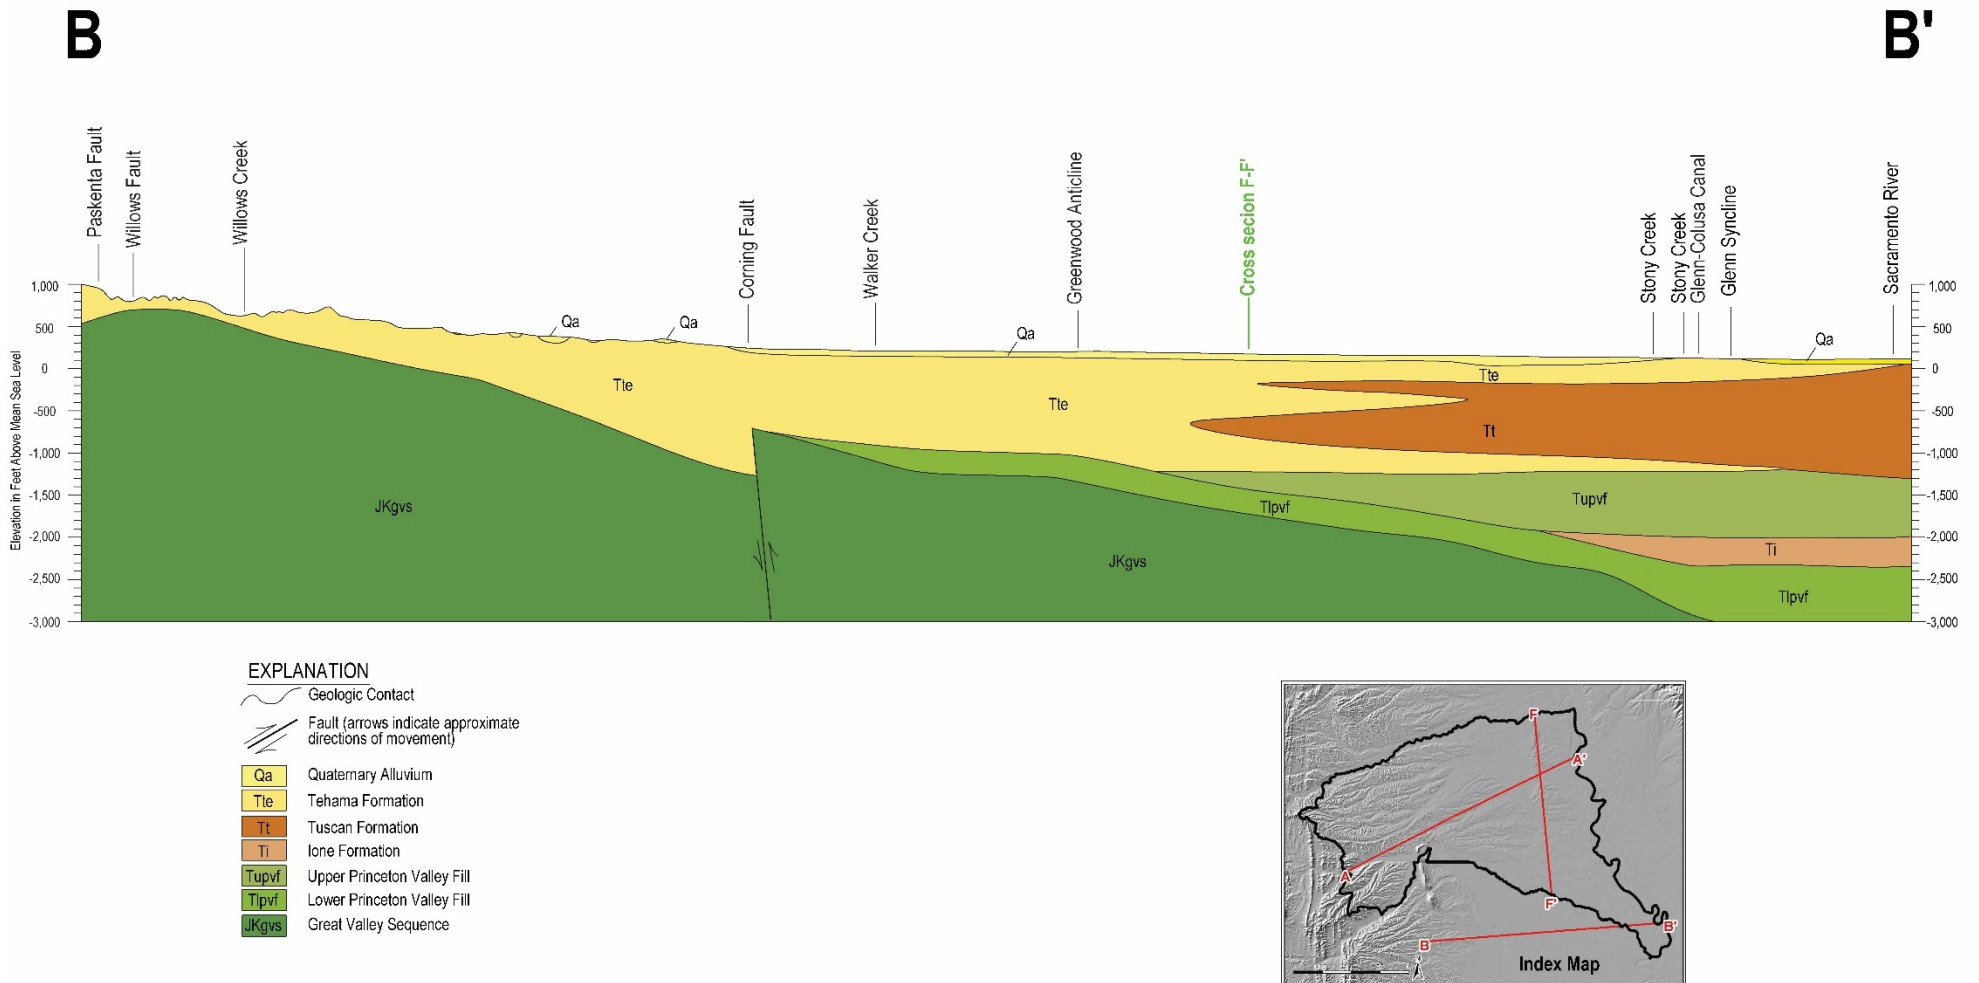 B
B'
Paskenta Fault
Willows Fault
Willows Creek
Corning Fault
Walker Creek
Greenwood Anticline
Cross secion F-F'
Stony Creek
Stony Creek
Glenn-Colusa Canal
Glenn Syncline
Sacramento River
Elevation in Feet Above Mean Sea Level
1,000
500
0
-500
-1,000
-1,500
-2,000
-2,500
-3,000
1,000
500
0
-500
-1,000
-1,500
-2,000
-2,500
-3,000
Qa
Qa
Qa
Qa
Tte
Tte
Tte
Tt
Tupvf
Tlpvf
Ti
Tlpvf
JKgvs
JKgvs
EXPLANATION
Geologic Contact
Fault (arrows indicate approximate
directions of movement)
Qa Quaternary Alluvium
Tte Tehama Formation
Tt Tuscan Formation
Ti Ione Formation
Tupvf Upper Princeton Valley Fill
Tlpvf Lower Princeton Valley Fill
JKgvs Great Valley Sequence
F
A'
A
F'
B'
B
Index Map